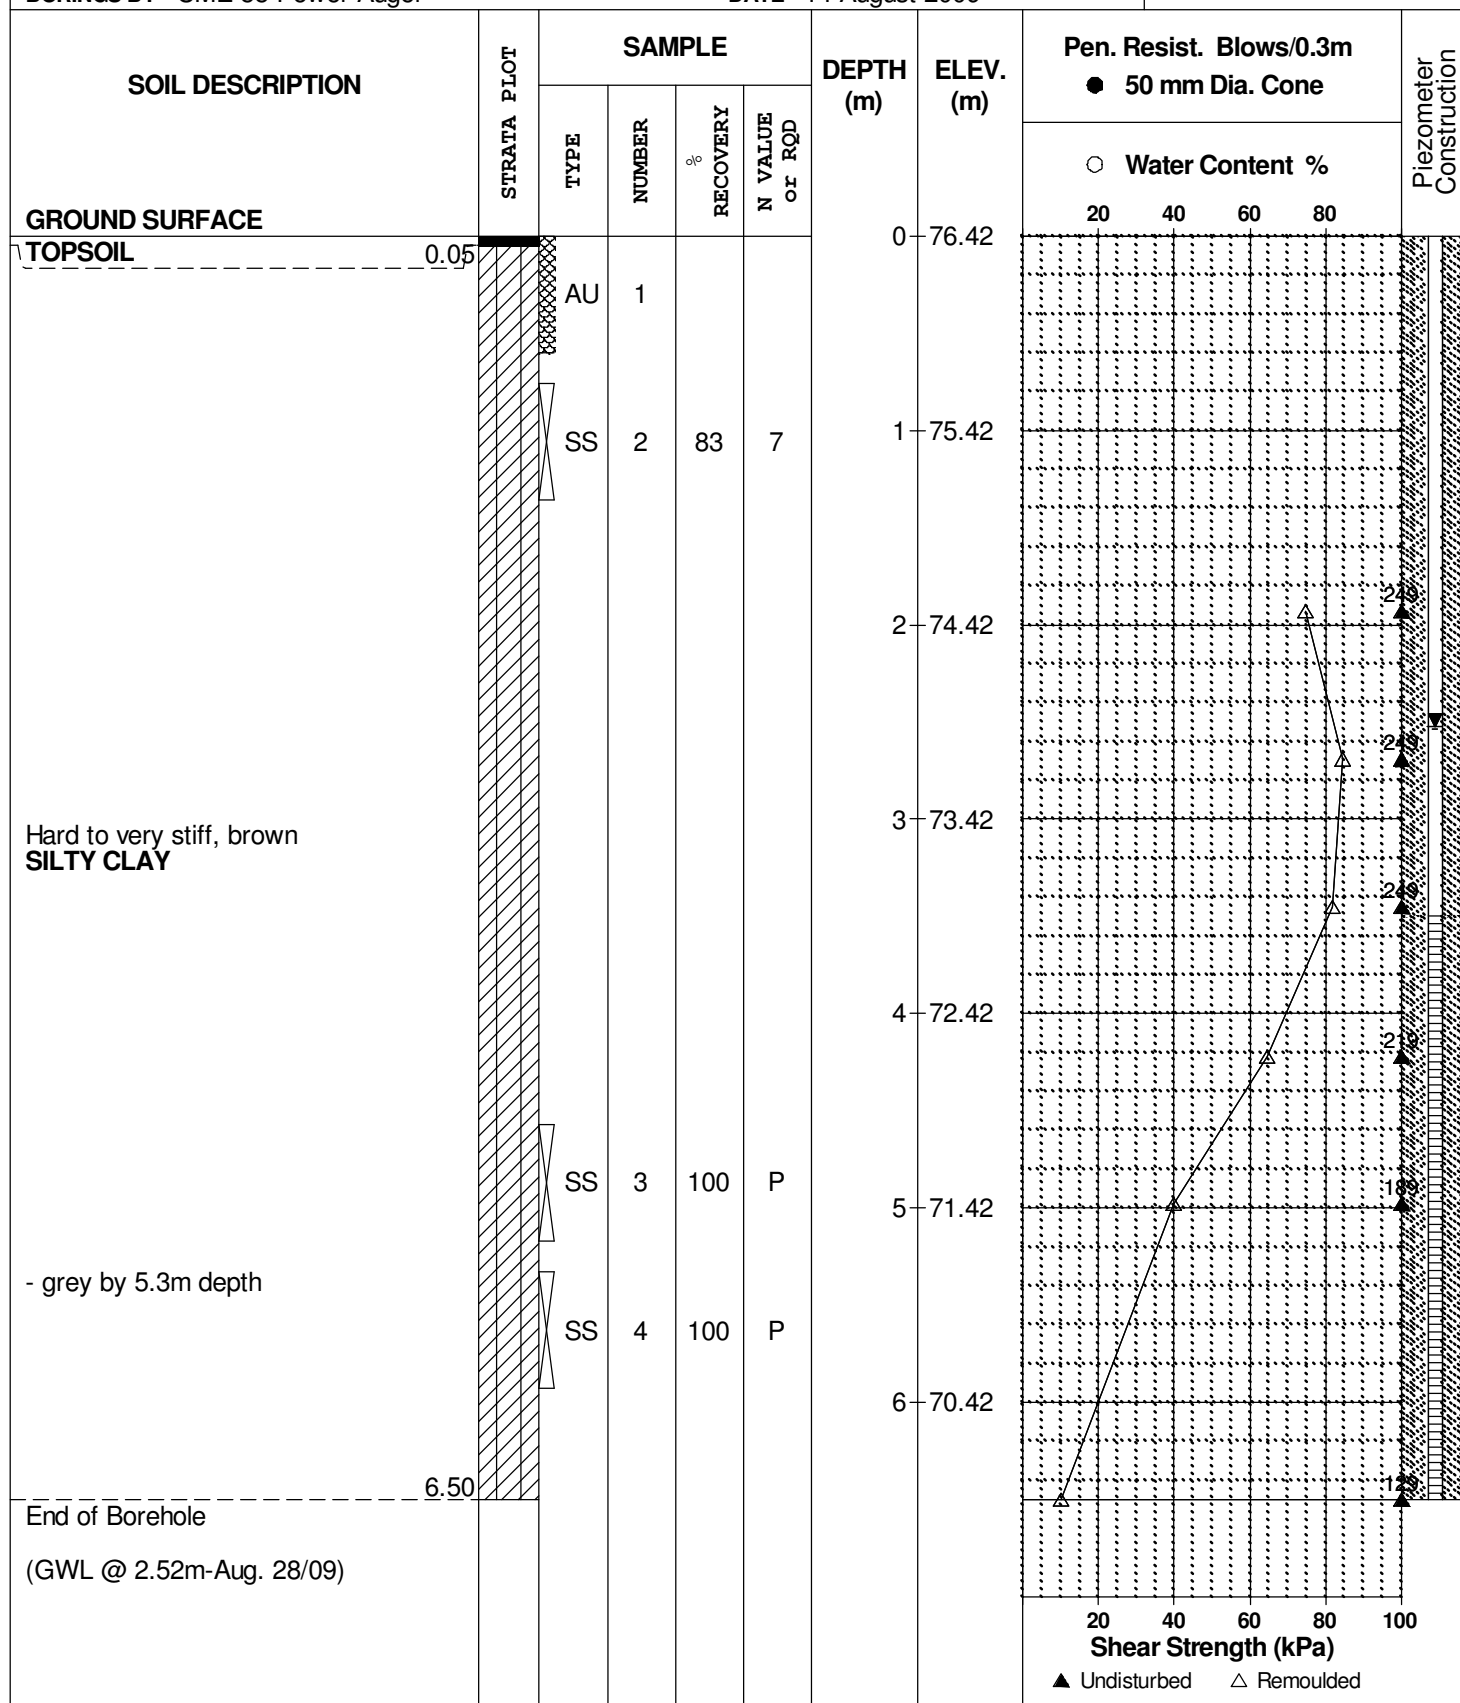 SOIL DESCRIPTION
GROUND SURFACE
STRATA PLOT
SAMPLE
TYPE
NUMBER
% RECOVERY
N VALUE or RQD
DEPTH (m)
ELEV. (m)
Pen. Resist. Blows/0.3m
● 50 mm Dia. Cone
○ Water Content %
20 40 60 80
Piezometer Construction
TOPSOIL 0.05
0 76.42
AU 1
SS 2 83 7
1 75.42
249
2 74.42
249
Hard to very stiff, brown
SILTY CLAY
3 73.42
249
4 72.42
219
SS 3 100 P
189
5 71.42
- grey by 5.3m depth
SS 4 100 P
6 70.42
6.50
129
End of Borehole
(GWL @ 2.52m-Aug. 28/09)
20 40 60 80 100
Shear Strength (kPa)
▲ Undisturbed △ Remoulded